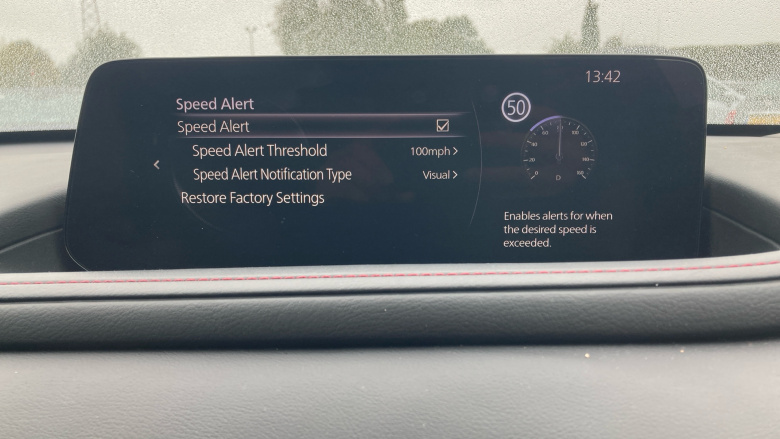 13:42
Speed Alert
Speed Alert
Speed Alert Threshold 100mph >
Speed Alert Notification Type Visual >
Restore Factory Settings
50
D
Enables alerts for when
the desired speed is
exceeded.